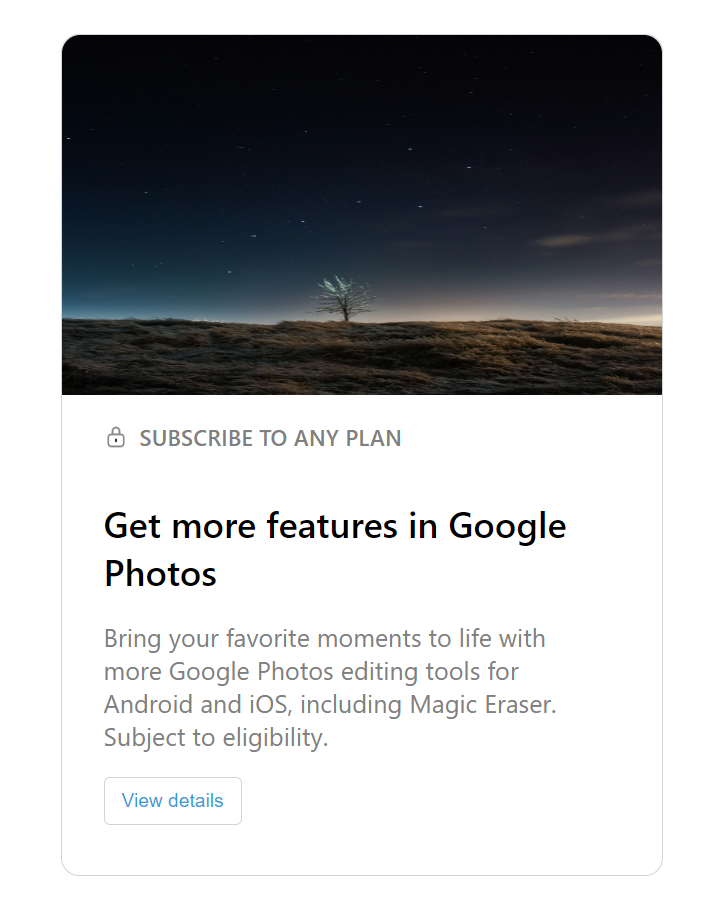 SUBSCRIBE TO ANY PLAN
Get more features in Google
Photos
Bring your favorite moments to life with
more Google Photos editing tools for
Android and iOS, including Magic Eraser.
Subject to eligibility.
View details